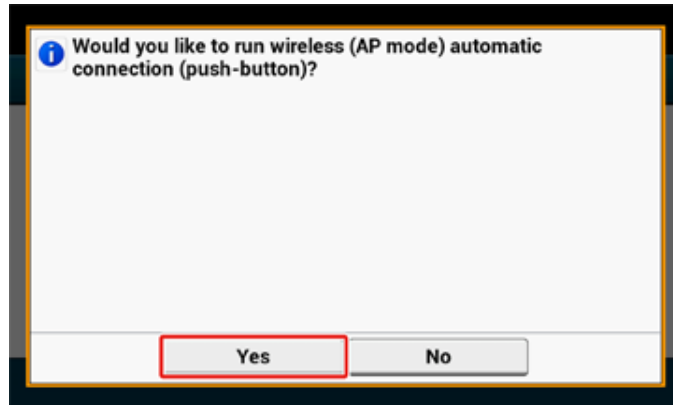 Would you like to run wireless (AP mode) automatic
connection (push-button)?
Yes No